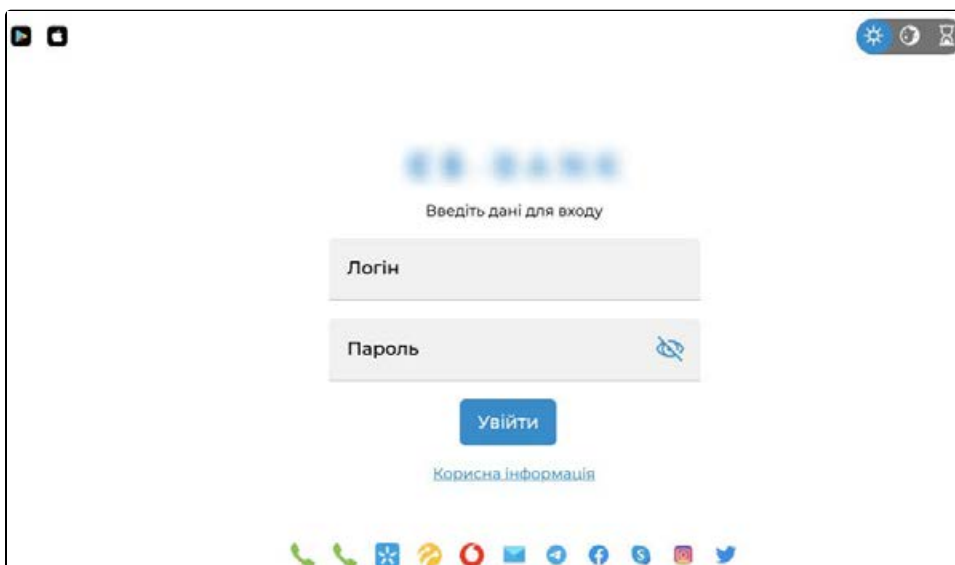 Введіть дані для входу
Логін
Пароль
Увійти
Корисна інформація